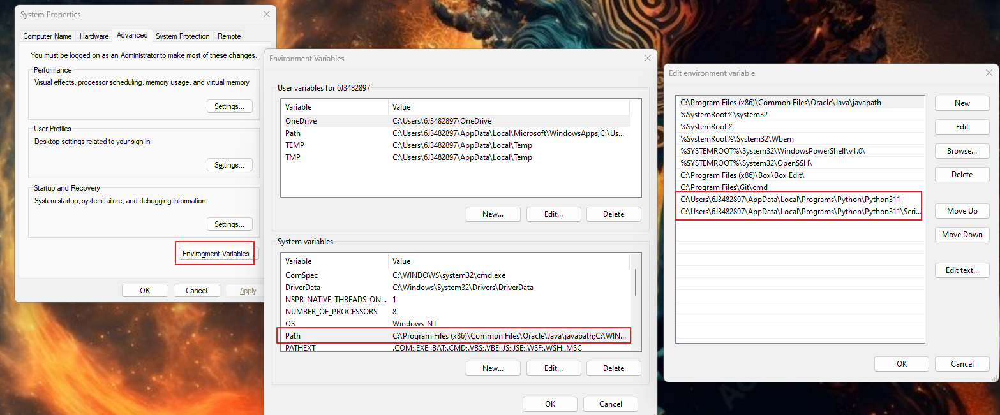 System Properties
Computer Name Hardware Advanced System Protection Remote
You must be logged on as an Administrator to make most of these changes.
Performance
Visual effects, processor scheduling, memory usage, and virtual memory
Settings...
User Profiles
Desktop settings related to your sign-in
Settings...
Startup and Recovery
System startup, system failure, and debugging information
Settings...
Environment Variables..
OK Cancel Apply
Environment Variables
User variables for 6J3482897
Variable Value
OneDrive C:\Users\6J3482897\OneDrive
Path C:\Users\6J3482897\AppData\Local\Microsoft\WindowsApps;C:\Us...
TEMP C:\Users\6J3482897\AppData\Local\Temp
TMP C:\Users\6J3482897\AppData\Local\Temp
New... Edit... Delete
System variables
Variable Value
ComSpec C:\WINDOWS\system32\cmd.exe
DriverData C:\Windows\System32\Drivers\DriverData
NSPR_NATIVE_THREADS_ON... 1
NUMBER_OF_PROCESSORS 8
OS Windows_NT
Path C:\Program Files (x86)\Common Files\Oracle\Java\javapath;C:\WIN...
PATHEXT .COM;.EXE;.BAT;.CMD;.VBS;.VBE;.JS;.JSE;.WSF;.WSH;.MSC
New... Edit... Delete
OK Cancel
Edit environment variable
C:\Program Files (x86)\Common Files\Oracle\Java\javapath
%SystemRoot%\system32
%SystemRoot%
%SystemRoot%\System32\Wbem
%SYSTEMROOT%\System32\WindowsPowerShell\v1.0\
%SYSTEMROOT%\System32\OpenSSH\
C:\Program Files (x86)\Box\Box Edit\
C:\Program Files\Git\cmd
C:\Users\6J3482897\AppData\Local\Programs\Python\Python311
C:\Users\6J3482897\AppData\Local\Programs\Python\Python311\Scri...
New
Edit
Browse...
Delete
Move Up
Move Down
Edit text...
OK Cancel